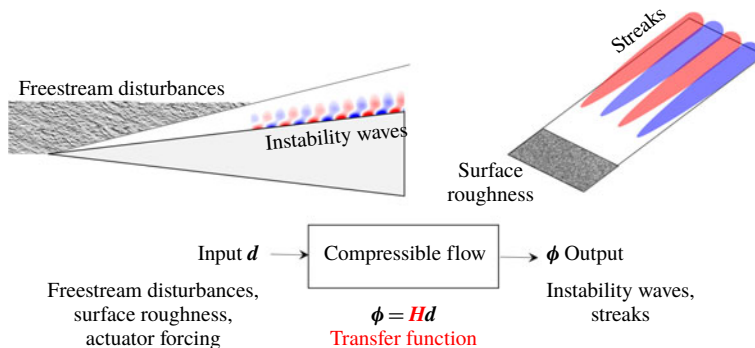 Freestream disturbances
Instability waves
Streaks
Surface
roughness
Input d
Compressible flow
ϕ Output
Freestream disturbances,
surface roughness,
actuator forcing
ϕ = Hd
Transfer function
Instability waves,
streaks